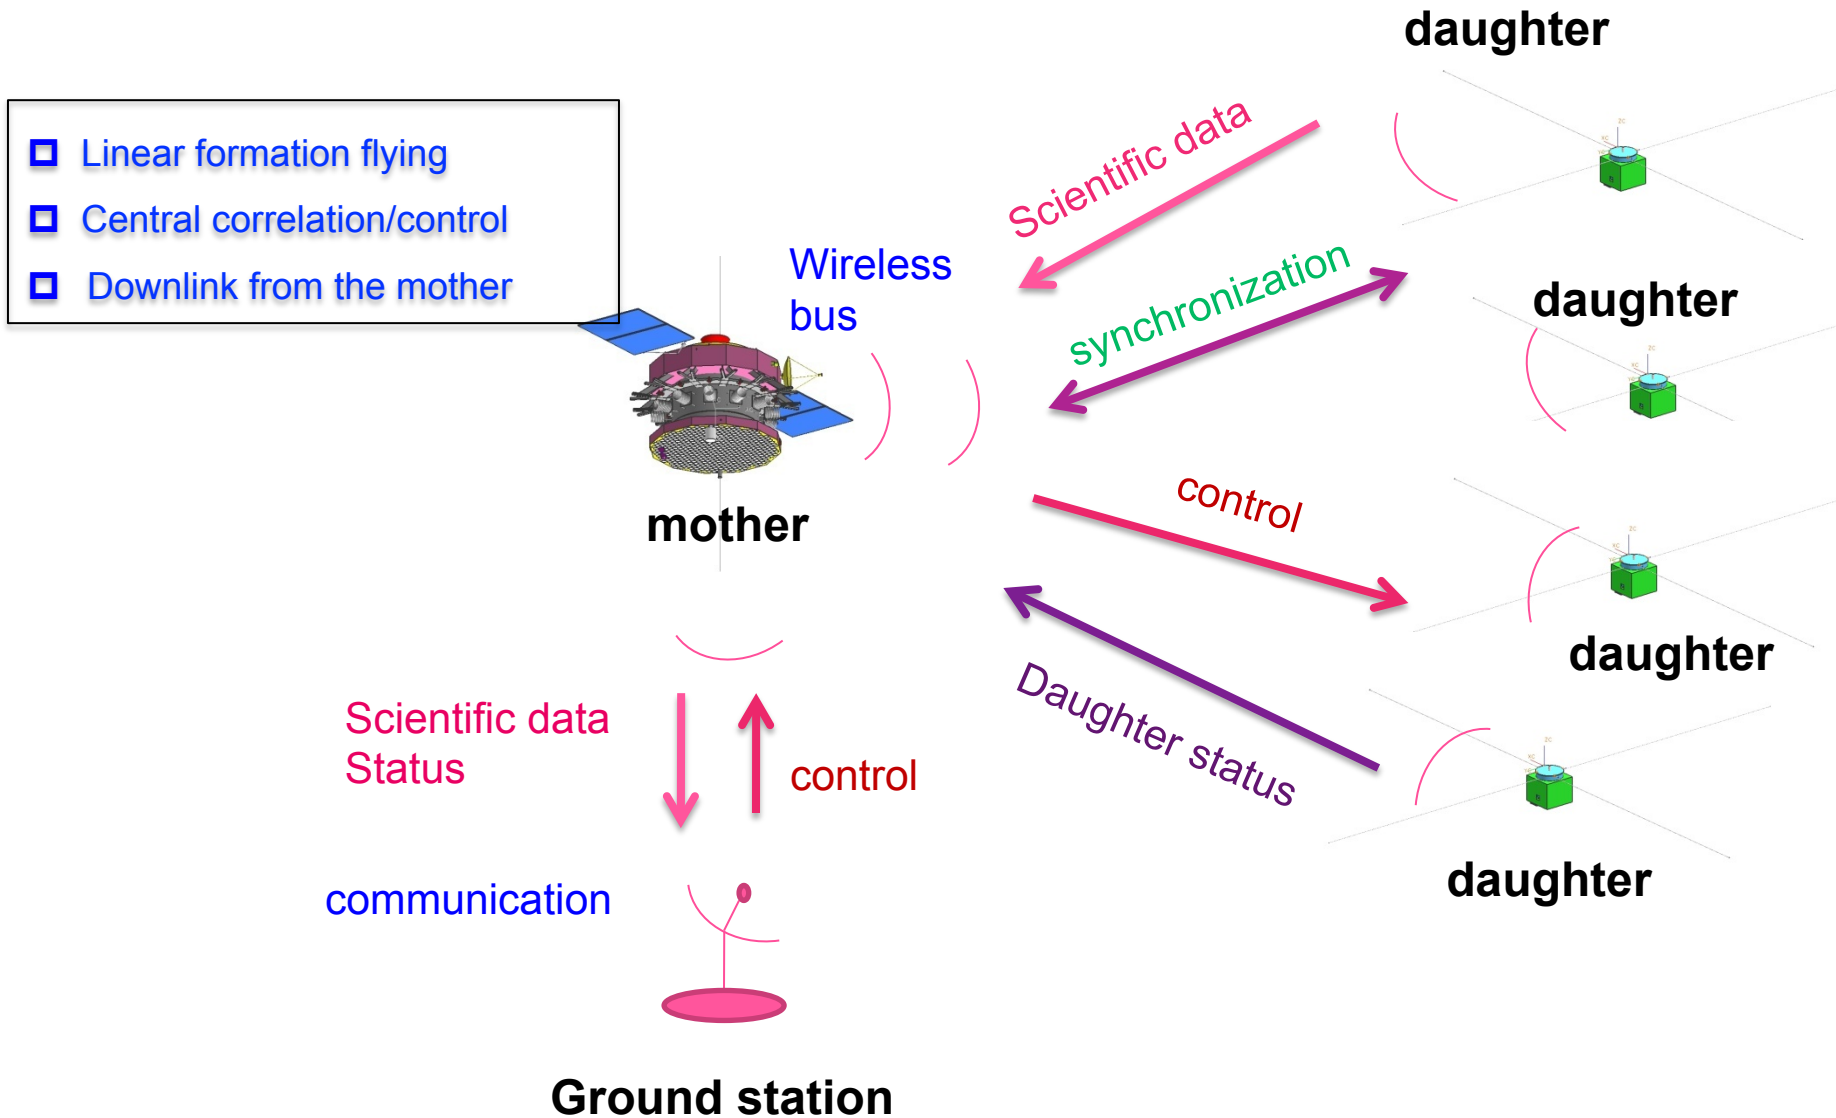 daughter
Linear formation flying
Central correlation/control
Downlink from the mother
Scientific data
Wireless
bus
synchronization
daughter
mother
control
daughter
Daughter status
Scientific data
Status
control
daughter
communication
Ground station